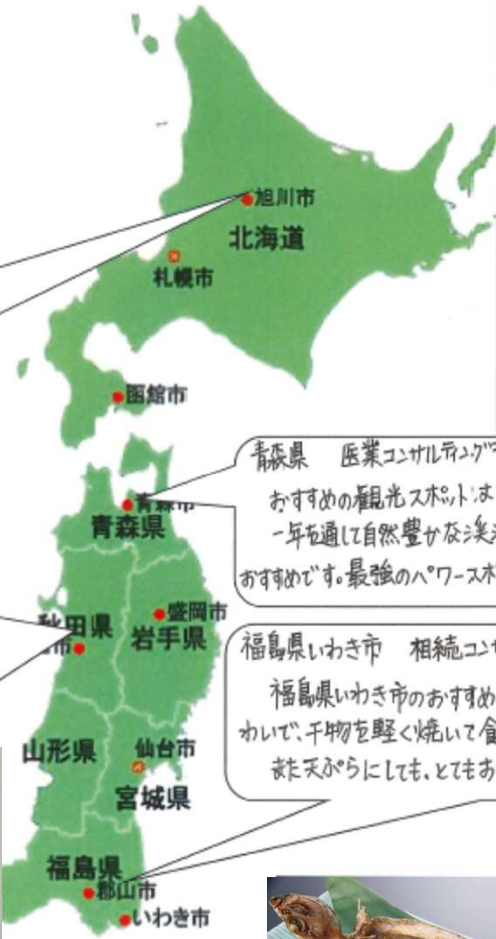 旭川市
北海道
札幌市
函館市
青森県 医業コンサルティング
おすすめの観光スポットは
一年を通して自然豊かな渓
おすすめです。最強のパワースポ
青森市
青森県
盛岡市
秋田県
岩手県
市
福島県いわき市 相続コン
福島県いわき市のおすすめ
わいで、干物を軽く焼いて
また天ぷらにしても、とてもお
山形県
仙台市
宮城県
福島県
郡山市
いわき市